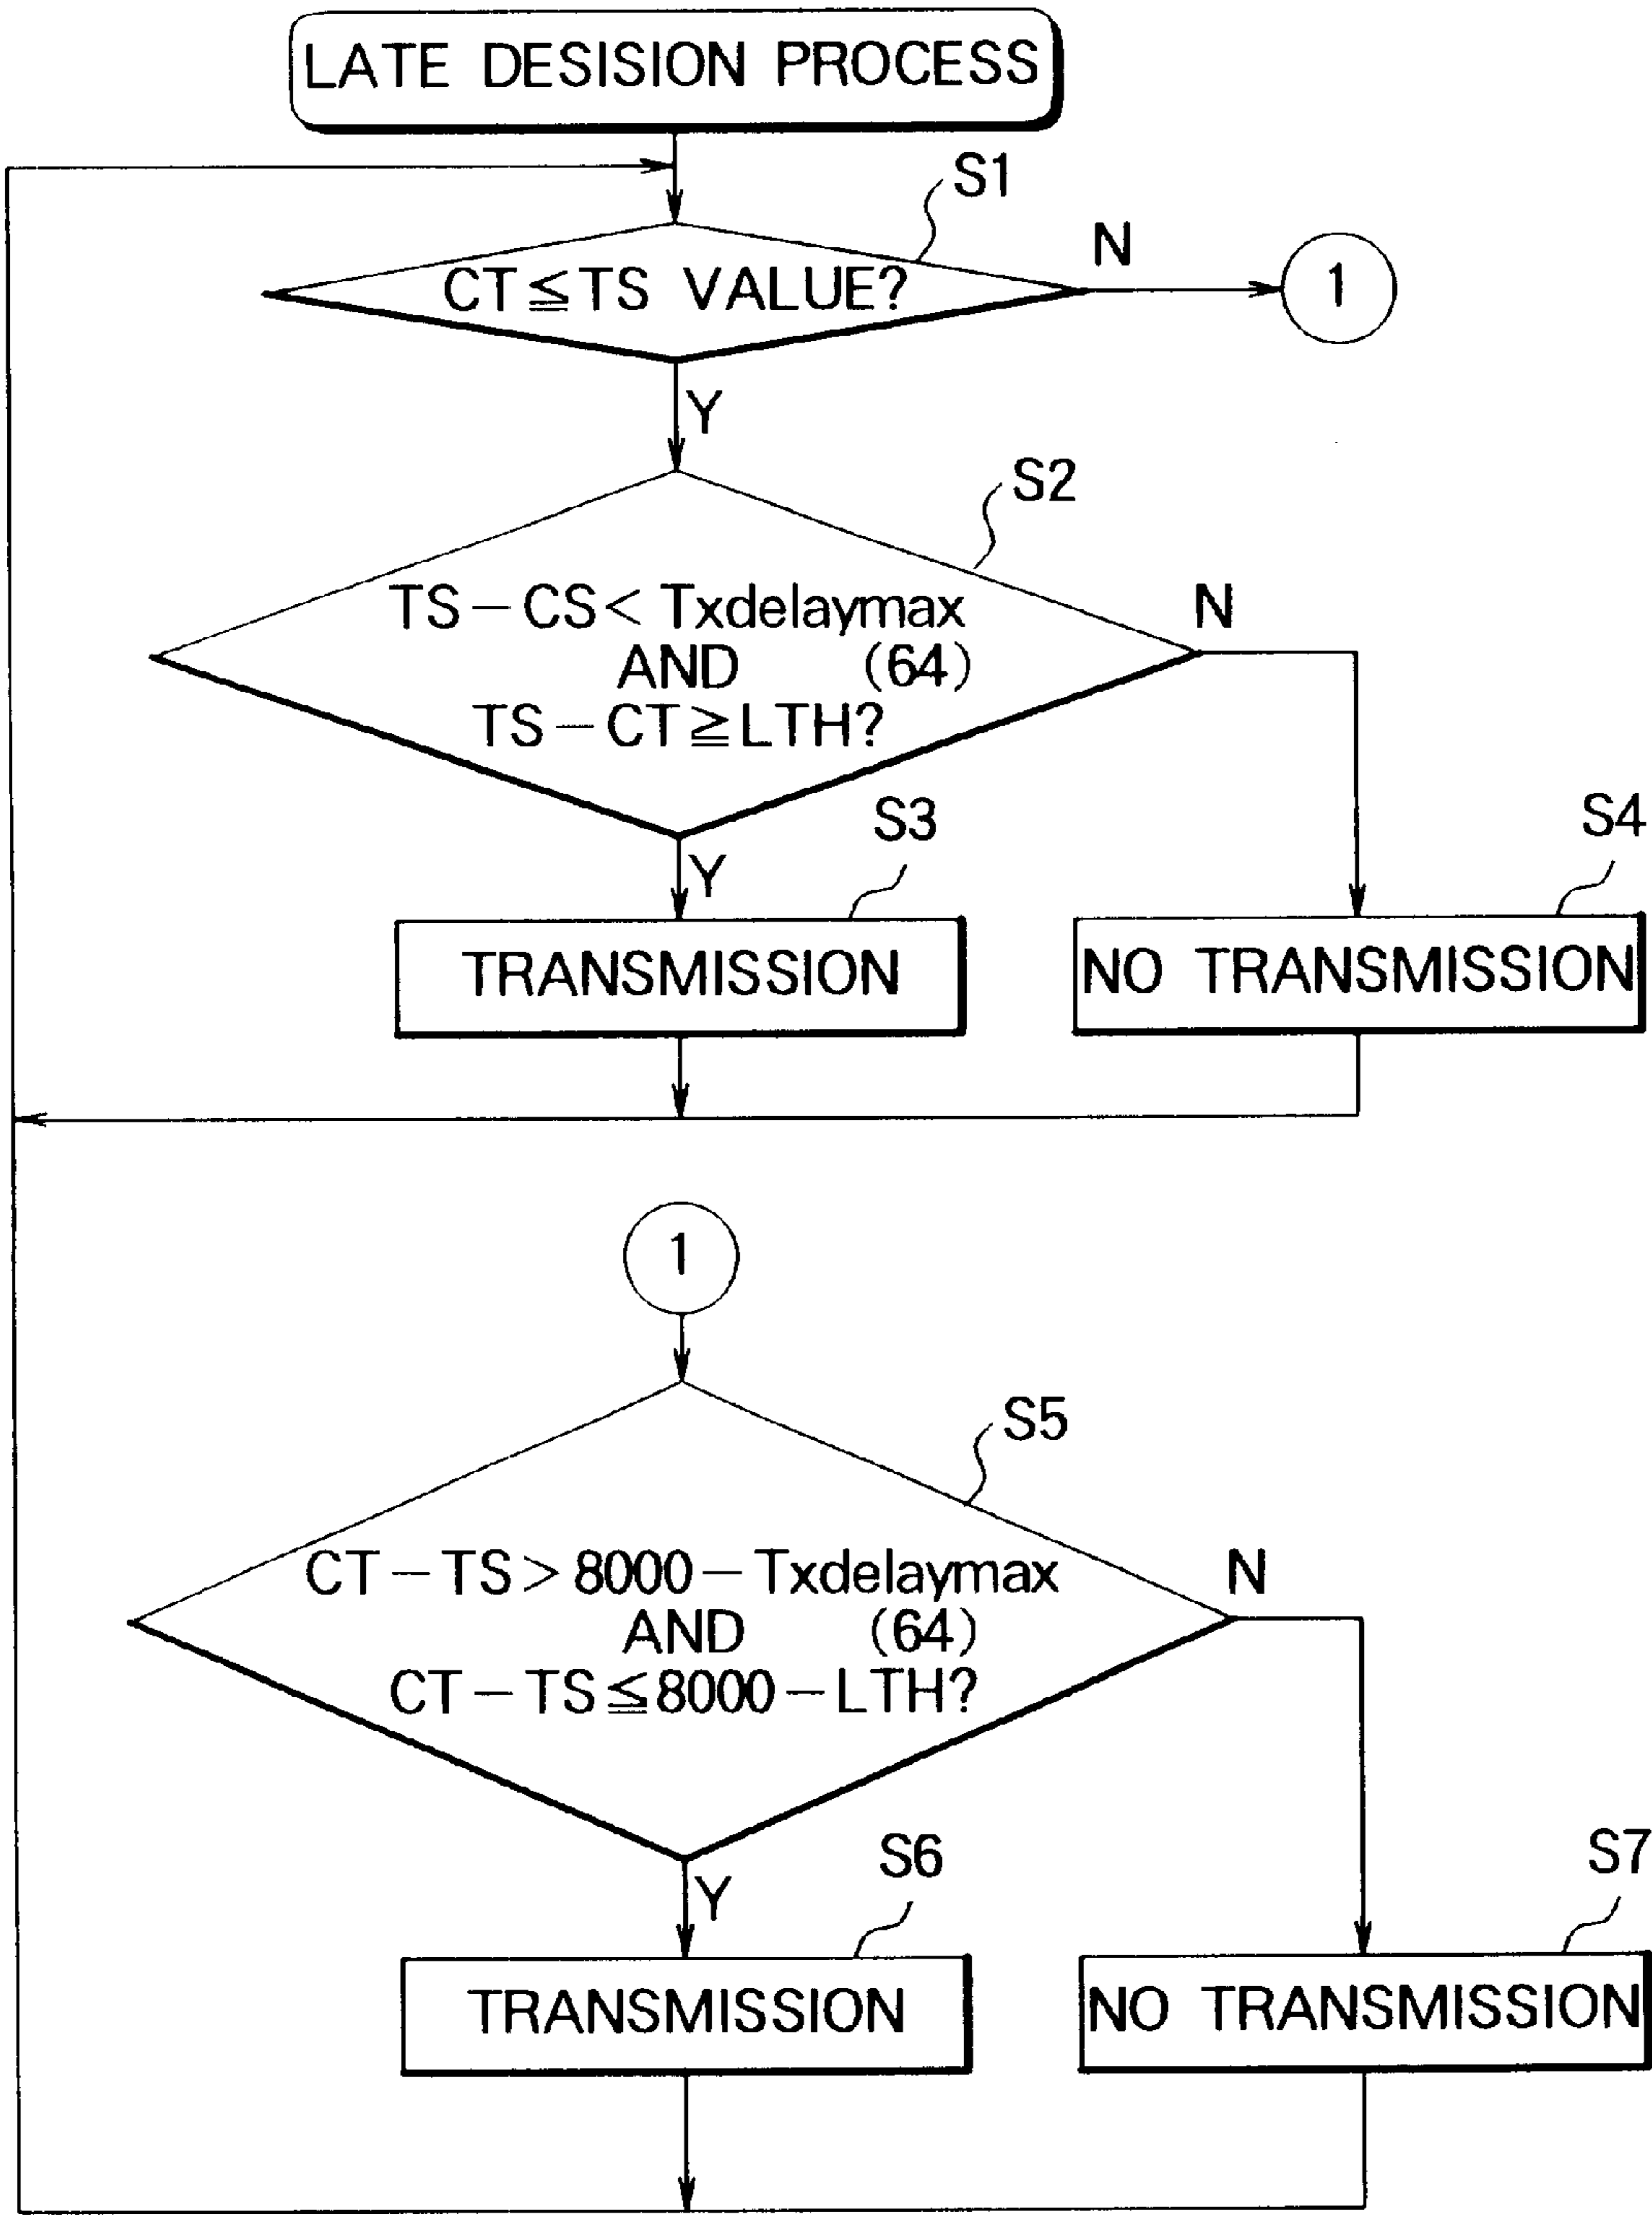 LATE DESISION PROCESS
S1
CT≦TS VALUE?
N
1
Y
S2
TS−CS< Txdelaymax
AND (64)
TS−CT≧LTH?
N
S3
Y
S4
TRANSMISSION
NO TRANSMISSION
1
S5
CT−TS> 8000−Txdelaymax
AND (64)
CT−TS≦8000−LTH?
N
S6
Y
S7
TRANSMISSION
NO TRANSMISSION